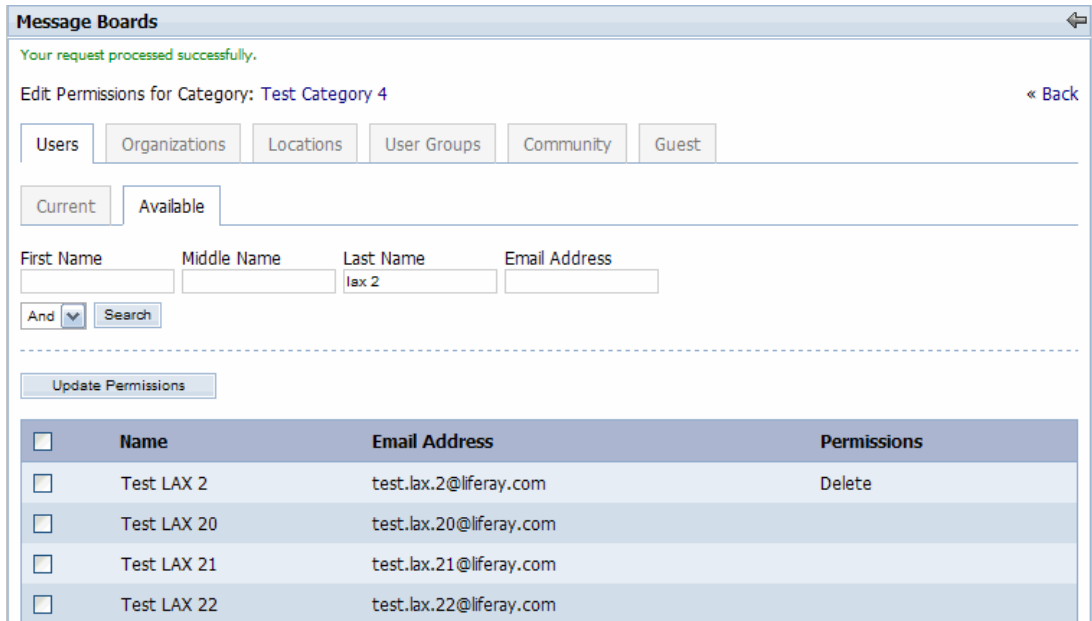 Message Boards
Your request processed successfully.
Edit Permissions for Category: Test Category 4 « Back
Users Organizations Locations User Groups Community Guest
Current Available
First Name Middle Name Last Name Email Address
lax 2
And Search
Update Permissions
Name Email Address Permissions
Test LAX 2 test.lax.2@liferay.com Delete
Test LAX 20 test.lax.20@liferay.com
Test LAX 21 test.lax.21@liferay.com
Test LAX 22 test.lax.22@liferay.com